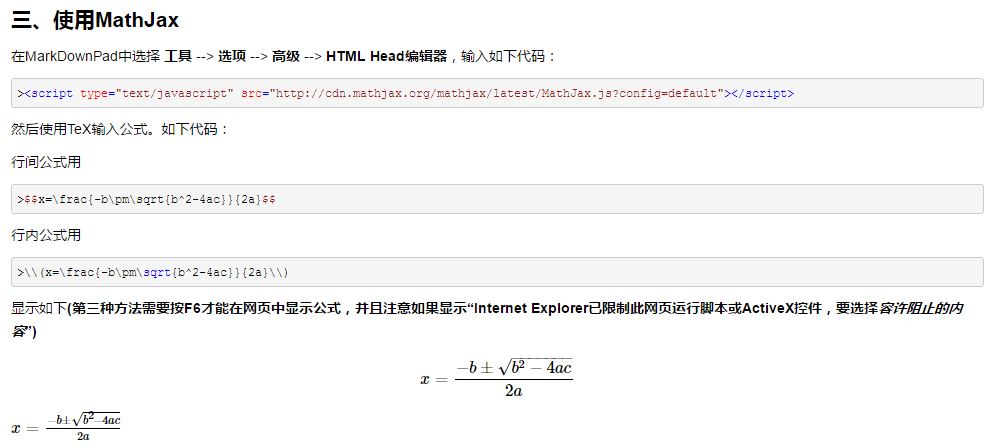 三、使用MathJax
在MarkDownPad中选择 工具 --> 选项 --> 高级 --> HTML Head编辑器，输入如下代码：
><script type="text/javascript" src="http://cdn.mathjax.org/mathjax/latest/MathJax.js?config=default"></script>
然后使用TeX输入公式。如下代码：
行间公式用
>$$x=\frac{-b\pm\sqrt{b^2-4ac}}{2a}$$
行内公式用
>\\(x=\frac{-b\pm\sqrt{b^2-4ac}}{2a}\\)
显示如下(第三种方法需要按F6才能在网页中显示公式，并且注意如果显示“Internet Explorer已限制此网页运行脚本或ActiveX控件，要选择容许阻止的内
容”)
x = −b ± √b² − 4ac / 2a
x = −b±√b²−4ac / 2a